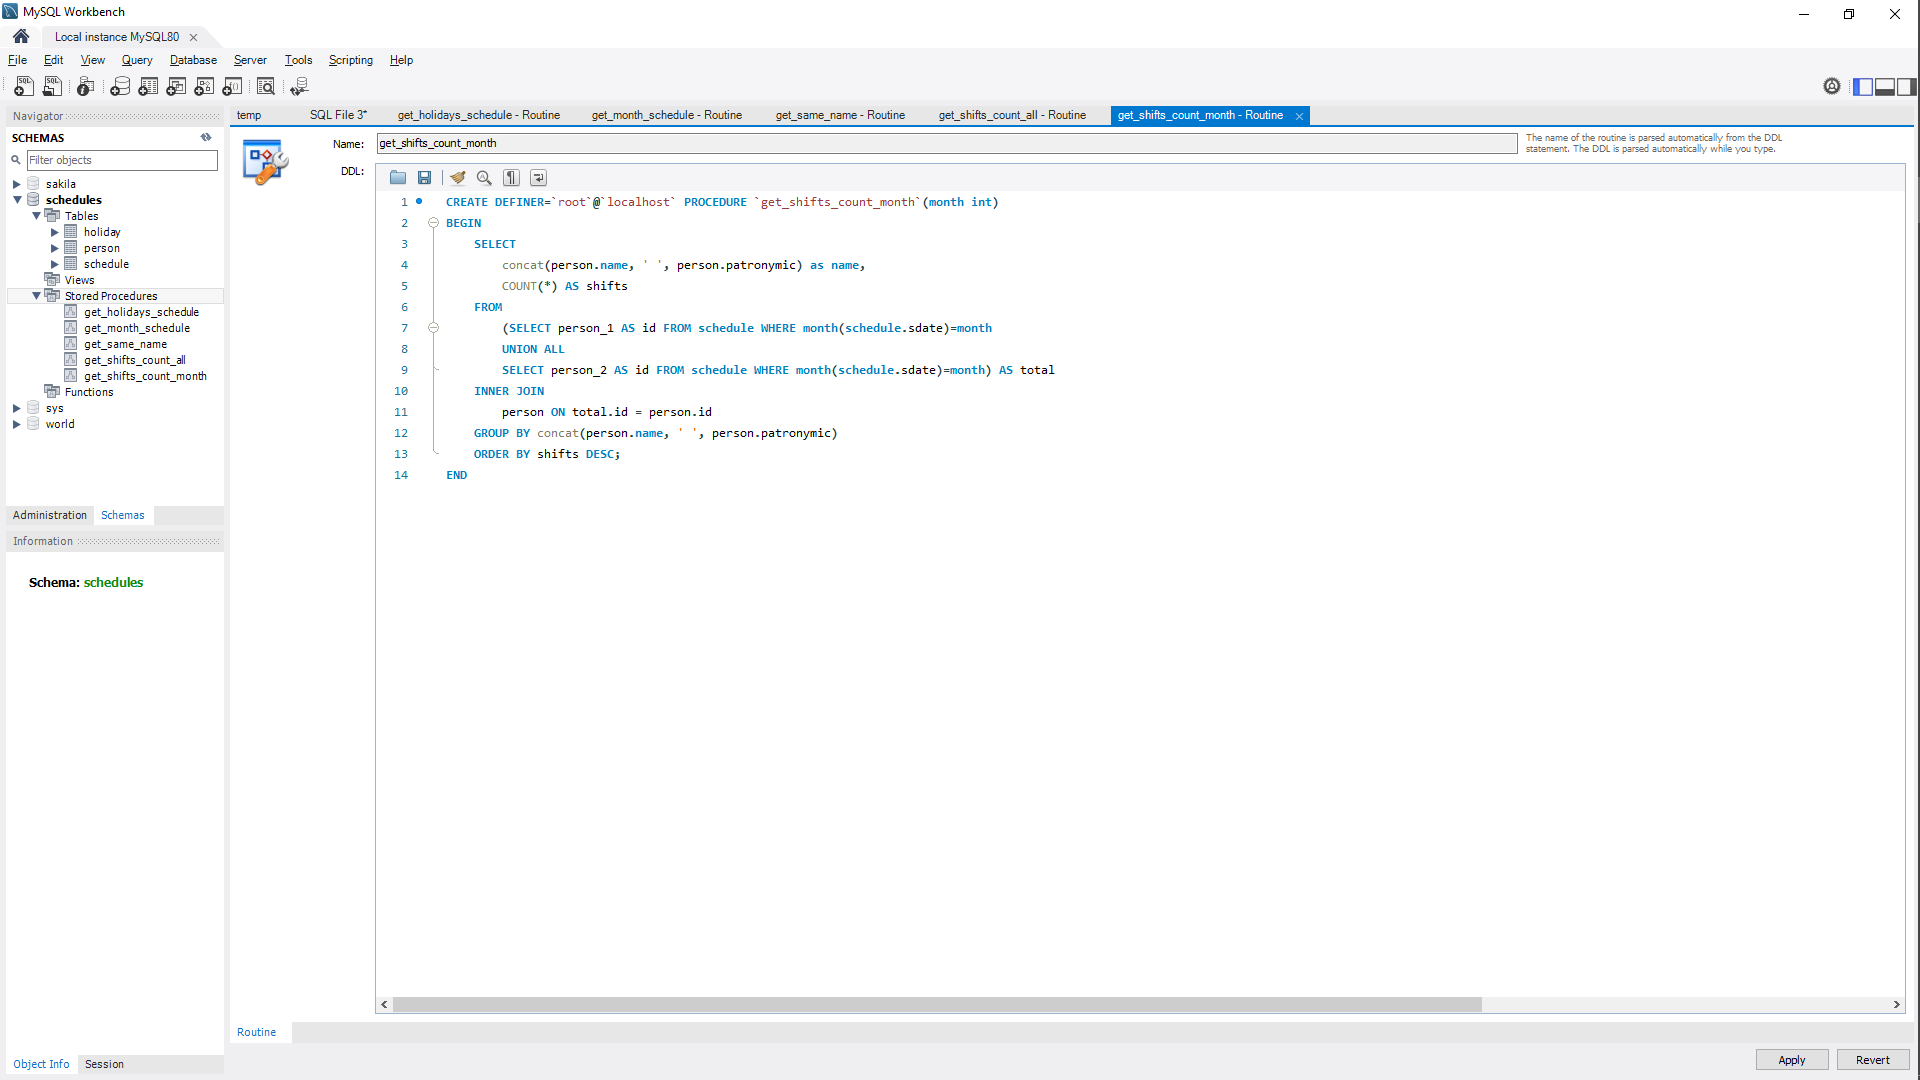 MySQL Workbench
Local instance MySQL80
File Edit View Query Database Server Tools Scripting Help
Navigator
SCHEMAS
Filter objects
sakila
schedules
Tables
holiday
person
schedule
Views
Stored Procedures
get_holidays_schedule
get_month_schedule
get_same_name
get_shifts_count_all
get_shifts_count_month
Functions
sys
world
Administration Schemas
Information
Schema: schedules
Object Info Session
temp SQL File 3* get_holidays_schedule - Routine get_month_schedule - Routine get_same_name - Routine get_shifts_count_all - Routine get_shifts_count_month - Routine
Name: get_shifts_count_month
The name of the routine is parsed automatically from the DDL
statement. The DDL is parsed automatically while you type.
DDL:
1 CREATE DEFINER=`root`@`localhost` PROCEDURE `get_shifts_count_month`(month int)
2 BEGIN
3 SELECT
4 concat(person.name, ' ', person.patronymic) as name,
5 COUNT(*) AS shifts
6 FROM
7 (SELECT person_1 AS id FROM schedule WHERE month(schedule.sdate)=month
8 UNION ALL
9 SELECT person_2 AS id FROM schedule WHERE month(schedule.sdate)=month) AS total
10 INNER JOIN
11 person ON total.id = person.id
12 GROUP BY concat(person.name, ' ', person.patronymic)
13 ORDER BY shifts DESC;
14 END
Routine
Apply Revert